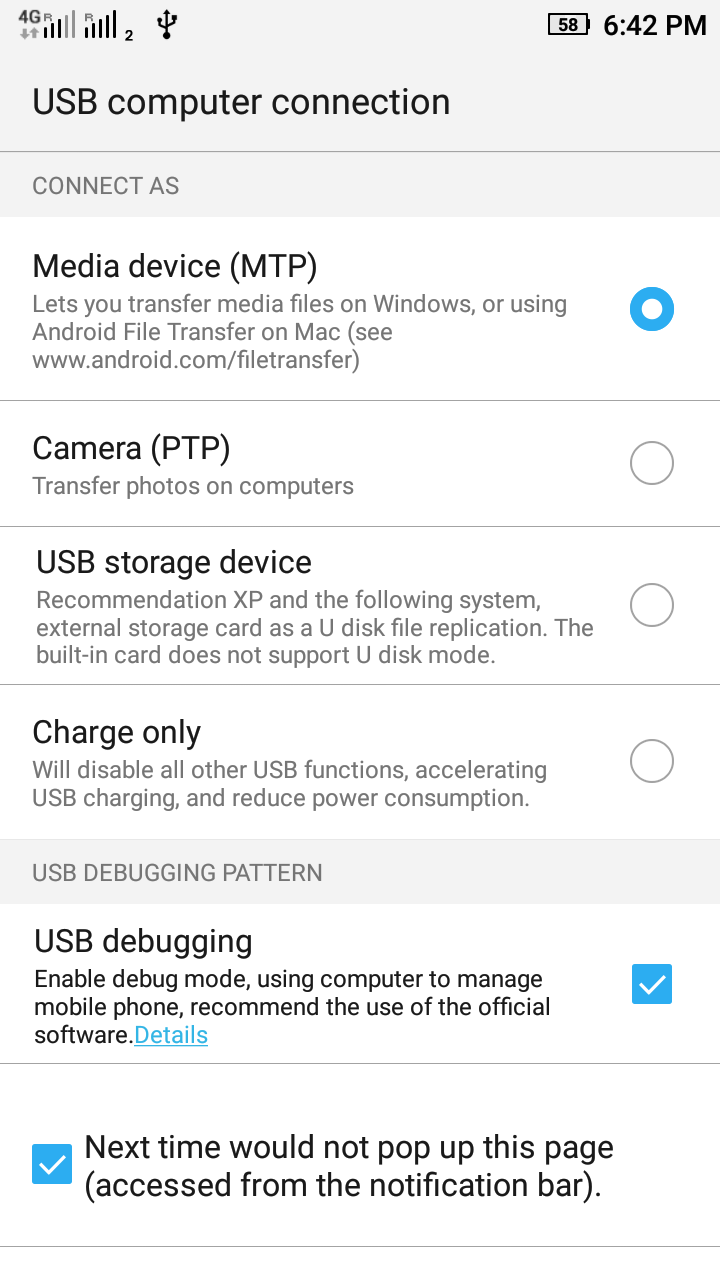 4G R R 2 58 6:42 PM
USB computer connection
CONNECT AS
Media device (MTP)
Lets you transfer media files on Windows, or using
Android File Transfer on Mac (see
www.android.com/filetransfer)
Camera (PTP)
Transfer photos on computers
USB storage device
Recommendation XP and the following system,
external storage card as a U disk file replication. The
built-in card does not support U disk mode.
Charge only
Will disable all other USB functions, accelerating
USB charging, and reduce power consumption.
USB DEBUGGING PATTERN
USB debugging
Enable debug mode, using computer to manage
mobile phone, recommend the use of the official
software.Details
Next time would not pop up this page
(accessed from the notification bar).